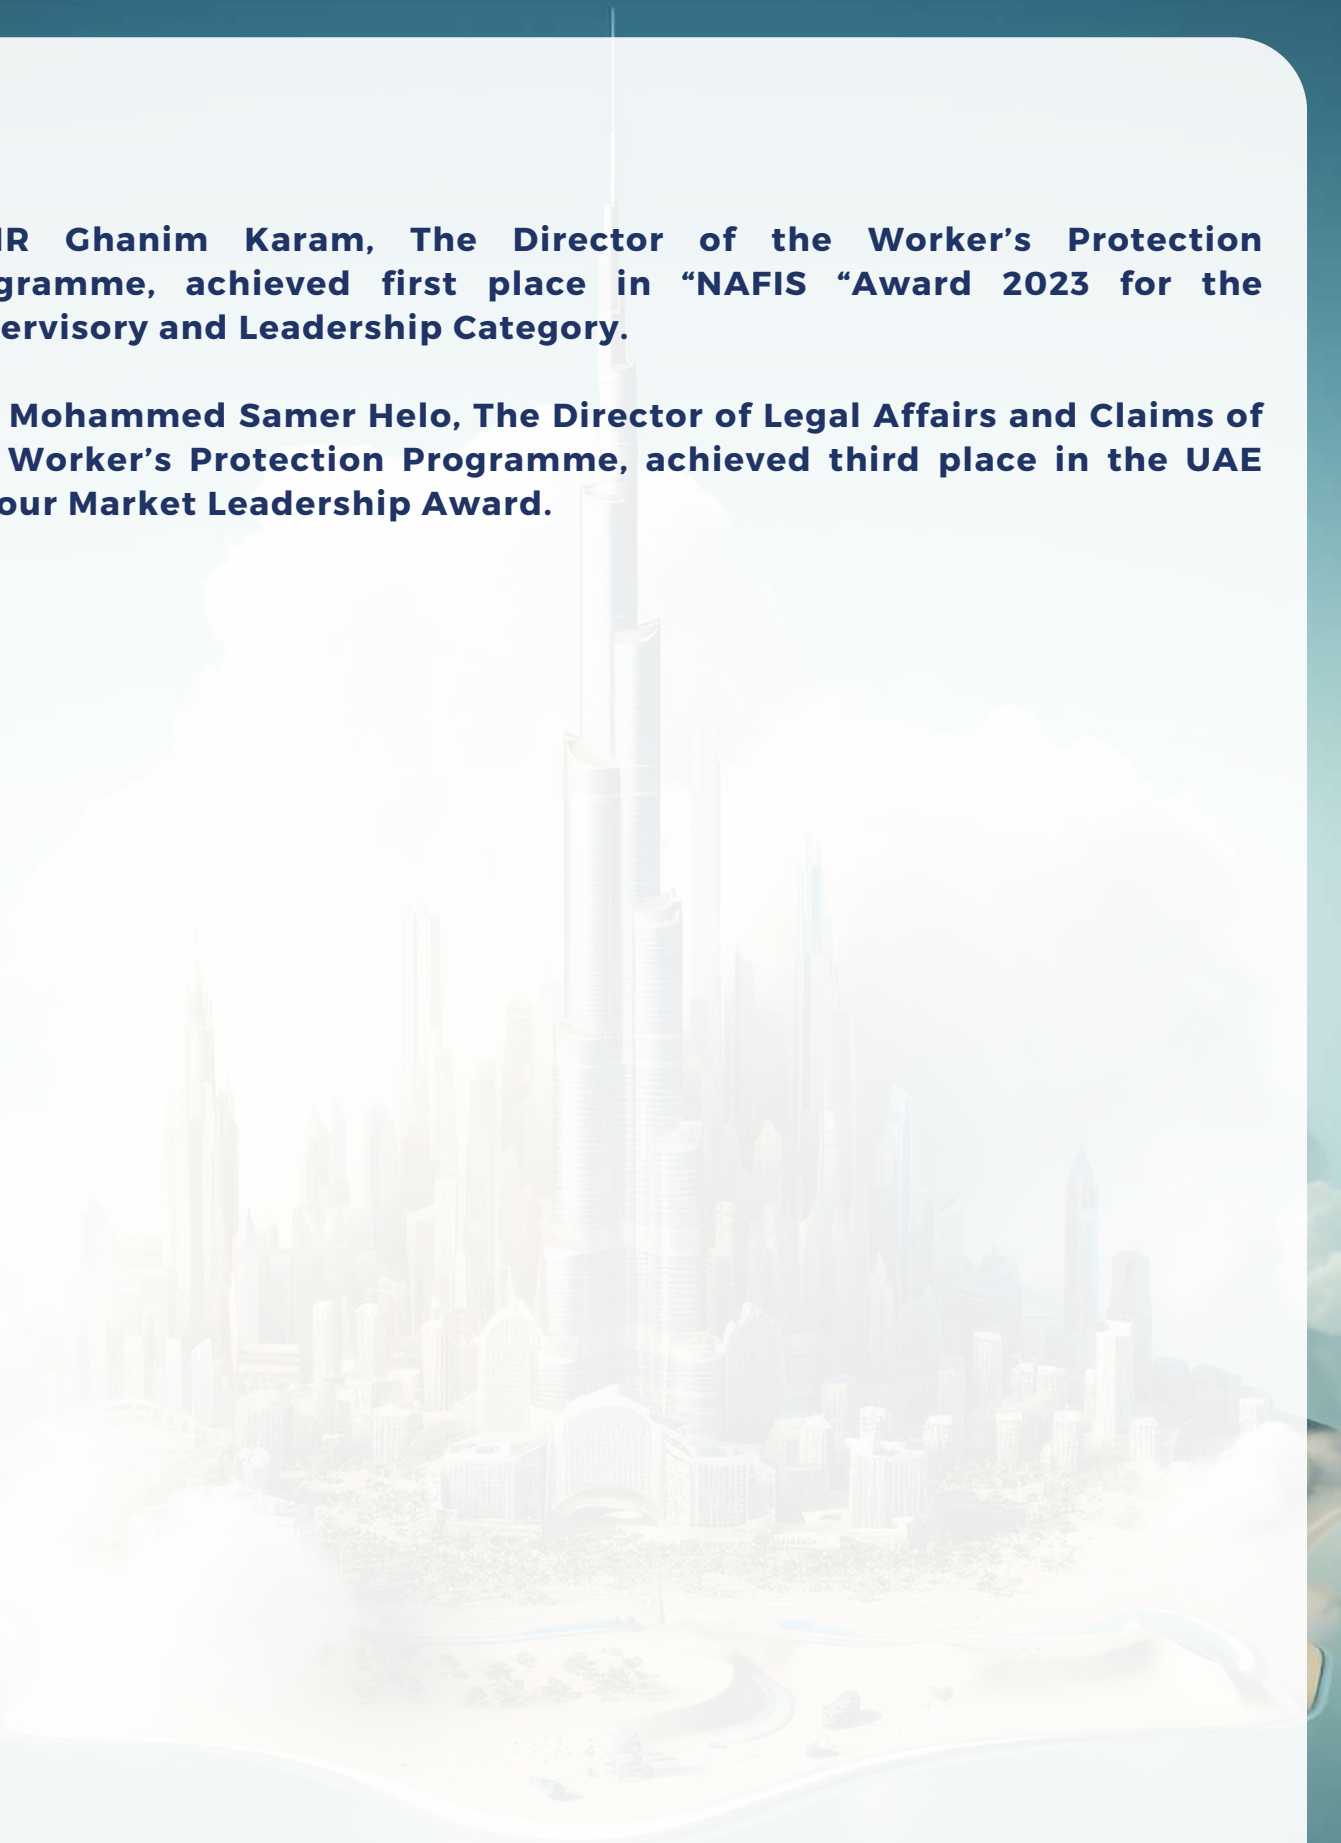 Ghanim Karam, The Director of the Worker’s Protection
gramme, achieved first place in “NAFIS “Award 2023 for the
ervisory and Leadership Category.
Mohammed Samer Helo, The Director of Legal Affairs and Claims of
Worker’s Protection Programme, achieved third place in the UAE
our Market Leadership Award.